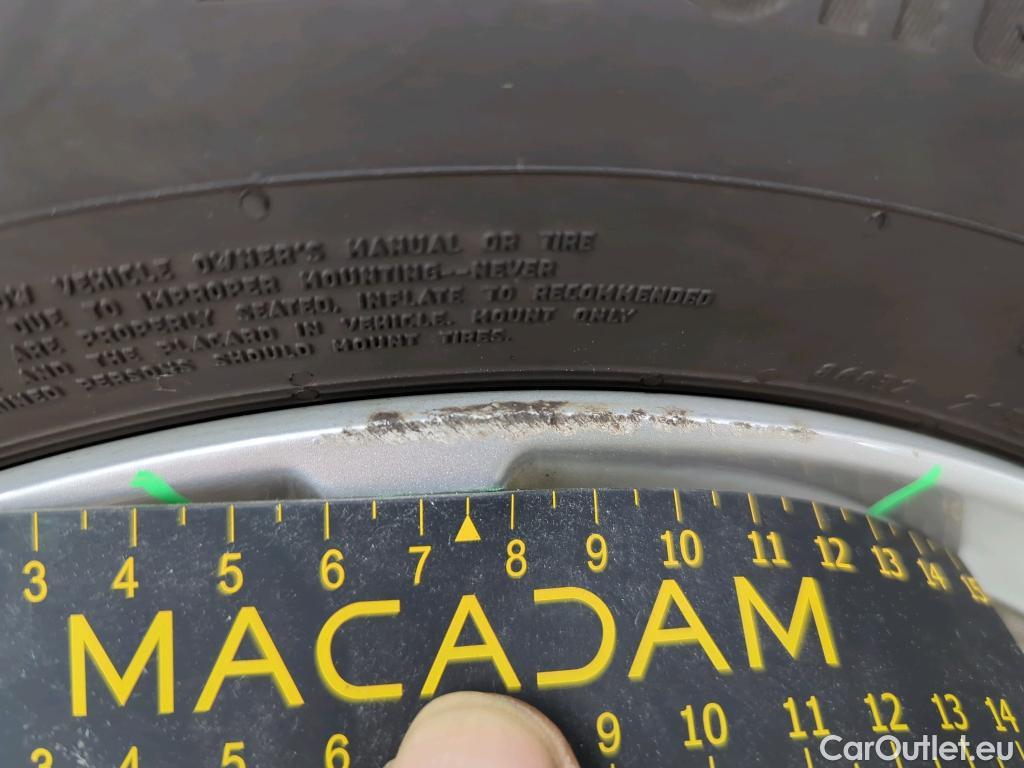 VEHICLE OWNER'S MANUAL OR TIRE
DUE TO IMPROPER MOUNTING--NEVER
ARE PROPERLY SEATED. INFLATE TO RECOMMENDED
AND THE PLACARD IN VEHICLE. MOUNT ONLY
PERSONS SHOULD MOUNT TIRES.
3 4 5 6 7 8 9 10 11 12 13 14 15
MACADAM
3 4 5 6 9 10 11 12 13 14
CarOutlet.eu